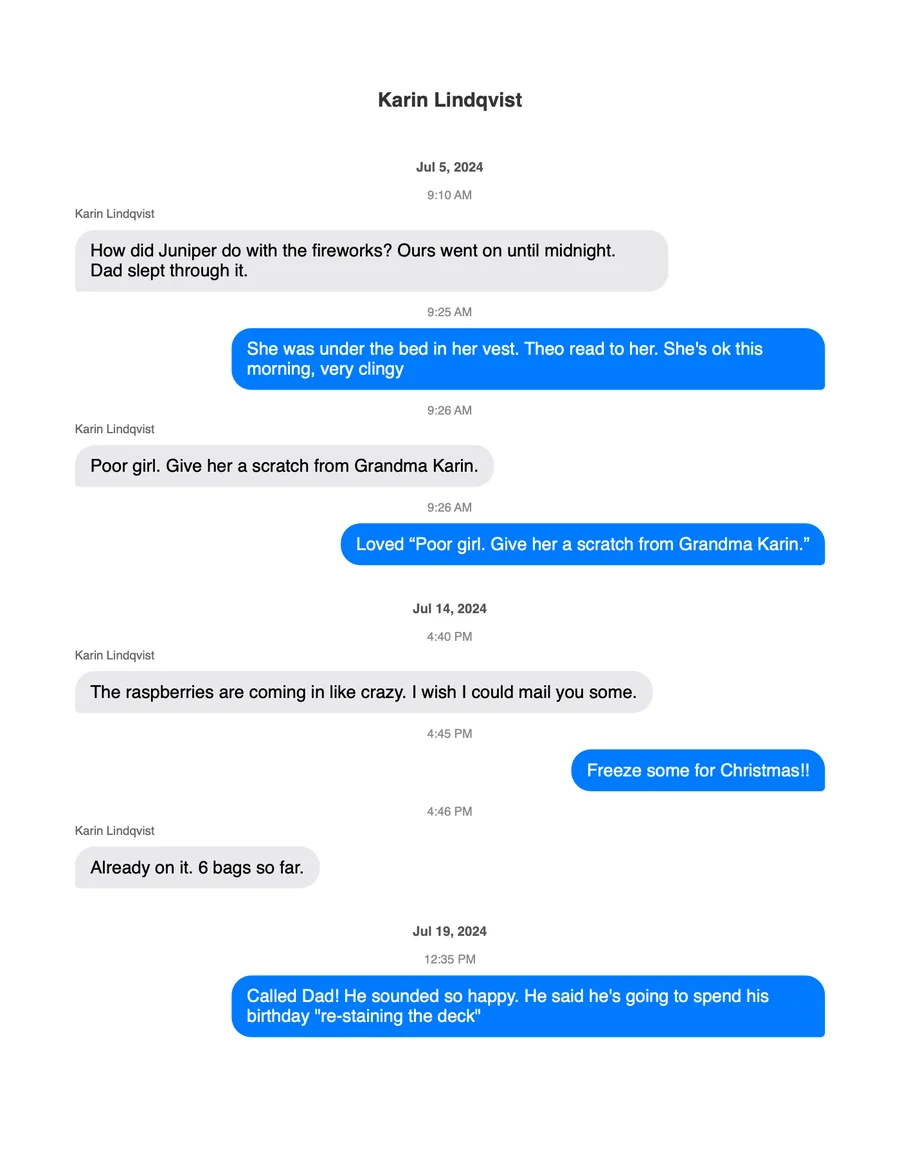 Karin Lindqvist
Jul 5, 2024
9:10 AM
Karin Lindqvist
How did Juniper do with the fireworks? Ours went on until midnight.
Dad slept through it.
9:25 AM
She was under the bed in her vest. Theo read to her. She's ok this
morning, very clingy
9:26 AM
Karin Lindqvist
Poor girl. Give her a scratch from Grandma Karin.
9:26 AM
Loved “Poor girl. Give her a scratch from Grandma Karin.”
Jul 14, 2024
4:40 PM
Karin Lindqvist
The raspberries are coming in like crazy. I wish I could mail you some.
4:45 PM
Freeze some for Christmas!!
4:46 PM
Karin Lindqvist
Already on it. 6 bags so far.
Jul 19, 2024
12:35 PM
Called Dad! He sounded so happy. He said he's going to spend his
birthday "re-staining the deck"